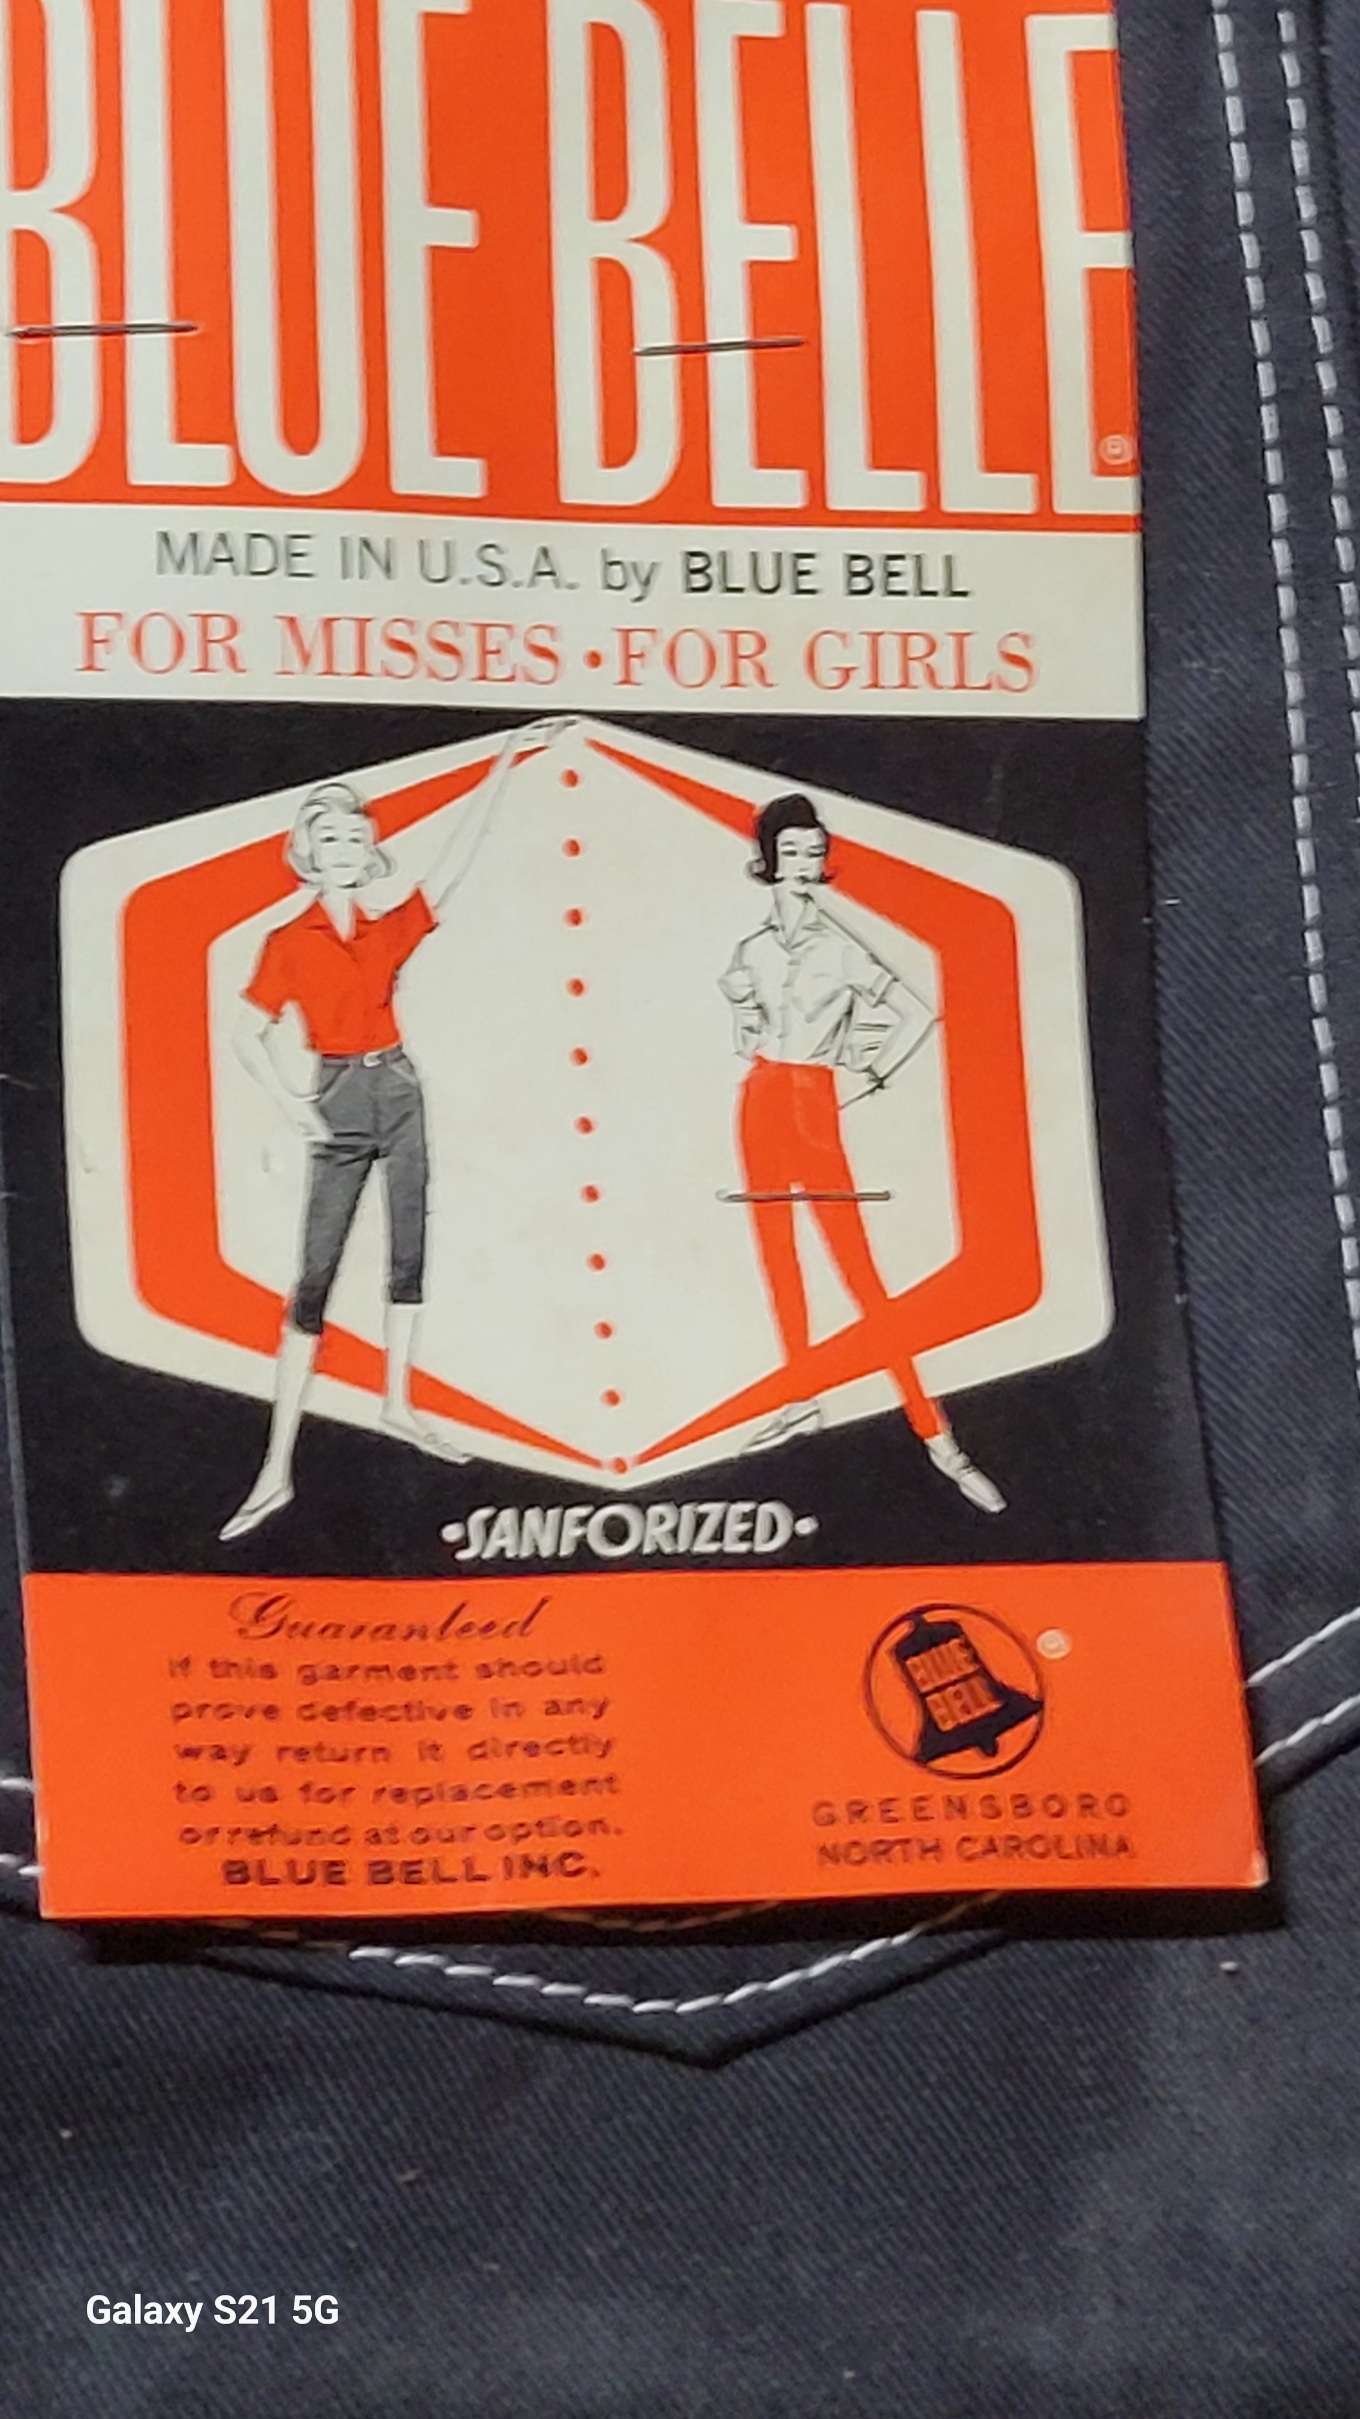 BLUE BELLE ®
MADE IN U.S.A. by BLUE BELL
FOR MISSES • FOR GIRLS
•SANFORIZED•
Guaranteed
If this garment should
prove defective in any
way return it directly
to us for replacement
or refund at our option.
BLUE BELL INC.
BLUE
BELL
®
GREENSBORO
NORTH CAROLINA
Galaxy S21 5G